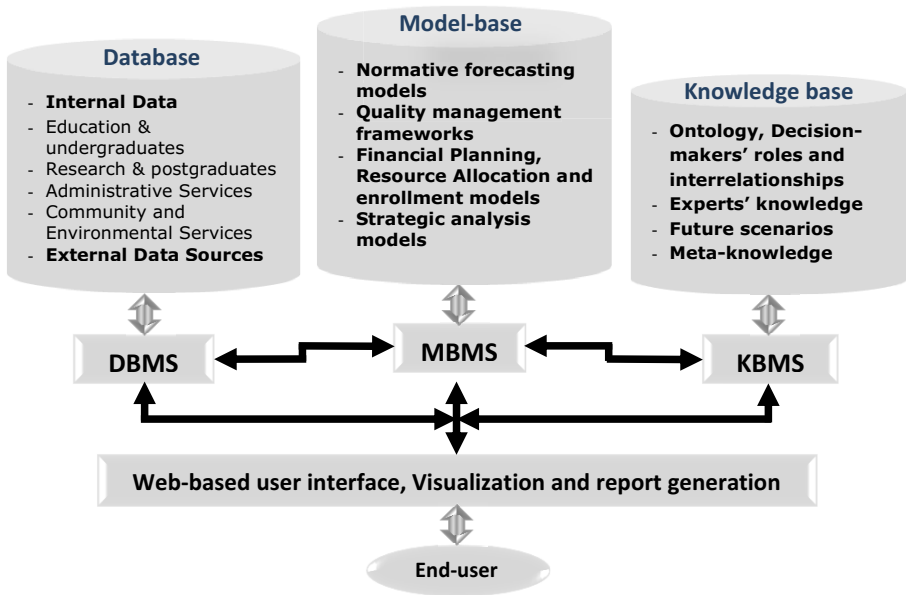 Database
- Internal Data
- Education &
undergraduates
- Research & postgraduates
- Administrative Services
- Community and
Environmental Services
- External Data Sources
Model-base
- Normative forecasting
models
- Quality management
frameworks
- Financial Planning,
Resource Allocation and
enrollment models
- Strategic analysis
models
Knowledge base
- Ontology, Decision-
makers’ roles and
interrelationships
- Experts’ knowledge
- Future scenarios
- Meta-knowledge
DBMS
MBMS
KBMS
Web-based user interface, Visualization and report generation
End-user